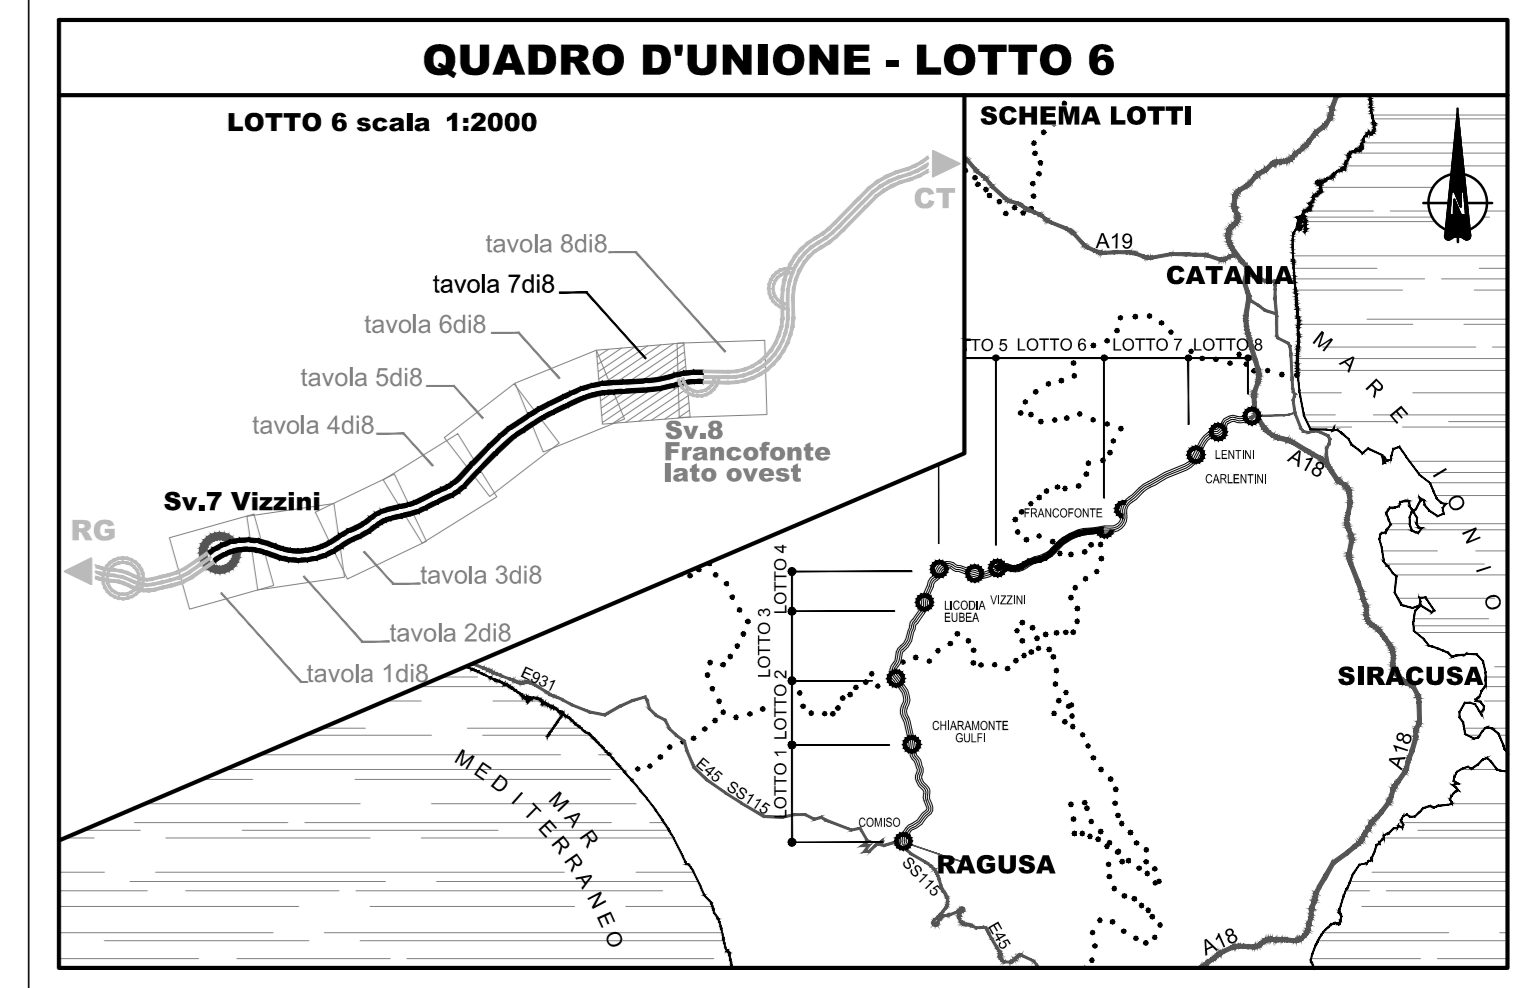 QUADRO D'UNIONE - LOTTO 6
LOTTO 6 scala 1:2000
CT
tavola 8di8
tavola 7di8
tavola 6di8
tavola 5di8
tavola 4di8
Sv.8
Francofonte
lato ovest
Sv.7 Vizzini
RG
tavola 3di8
tavola 2di8
tavola 1di8
SCHEMA LOTTI
N
A19
CATANIA
TTO 5
LOTTO 6
LOTTO 7
LOTTO 8
MARE IONIO
LENTINI
CARLENTINI
A18
FRANCOFONTE
VIZZINI
LICODIA
EUBEA
LOTTO 4
LOTTO 3
LOTTO 2
LOTTO 1
SIRACUSA
E931
CHIARAMONTE
GULFI
A18
E45 SS115
MAR
MEDITERRANEO
COMISO
RAGUSA
SS115
E45
A18